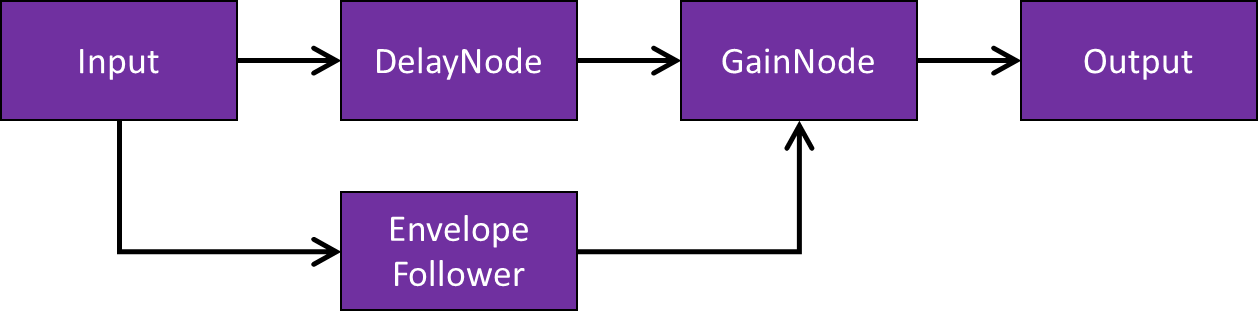 Input
DelayNode
GainNode
Output
Envelope
Follower